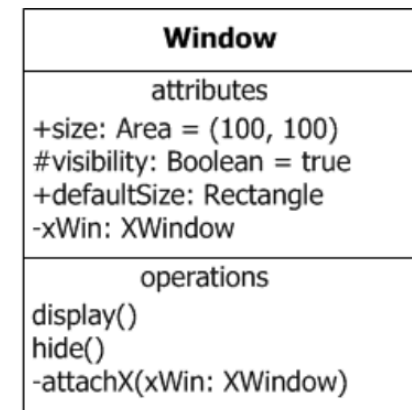 Window
attributes
+size: Area = (100, 100)
#visibility: Boolean = true
+defaultSize: Rectangle
-xWin: XWindow
operations
display()
hide()
-attachX(xWin: XWindow)